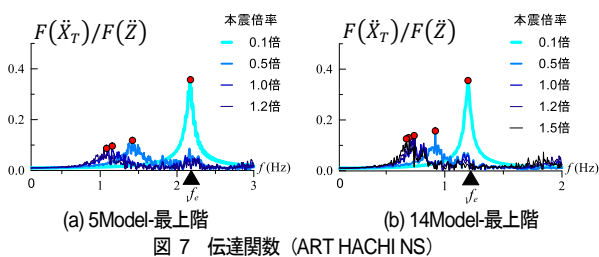 F(Ẍ_T)/F(Z̈)
本震倍率
0.1倍
0.5倍
1.0倍
1.2倍
0.4
0.2
0.0
0 1 2 3
f(Hz)
₁fₑ
(a) 5Model-最上階
F(Ẍ_T)/F(Z̈)
本震倍率
0.1倍
0.5倍
1.0倍
1.2倍
1.5倍
0.4
0.2
0.0
0 1 2
f(Hz)
₁fₑ
(b) 14Model-最上階
図 7 伝達関数（ART HACHI NS）